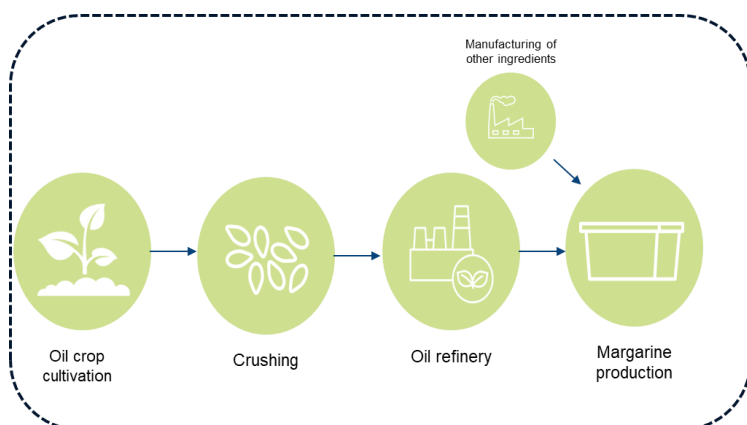 Manufacturing of
other ingredients
Oil crop
cultivation
Crushing
Oil refinery
Margarine
production